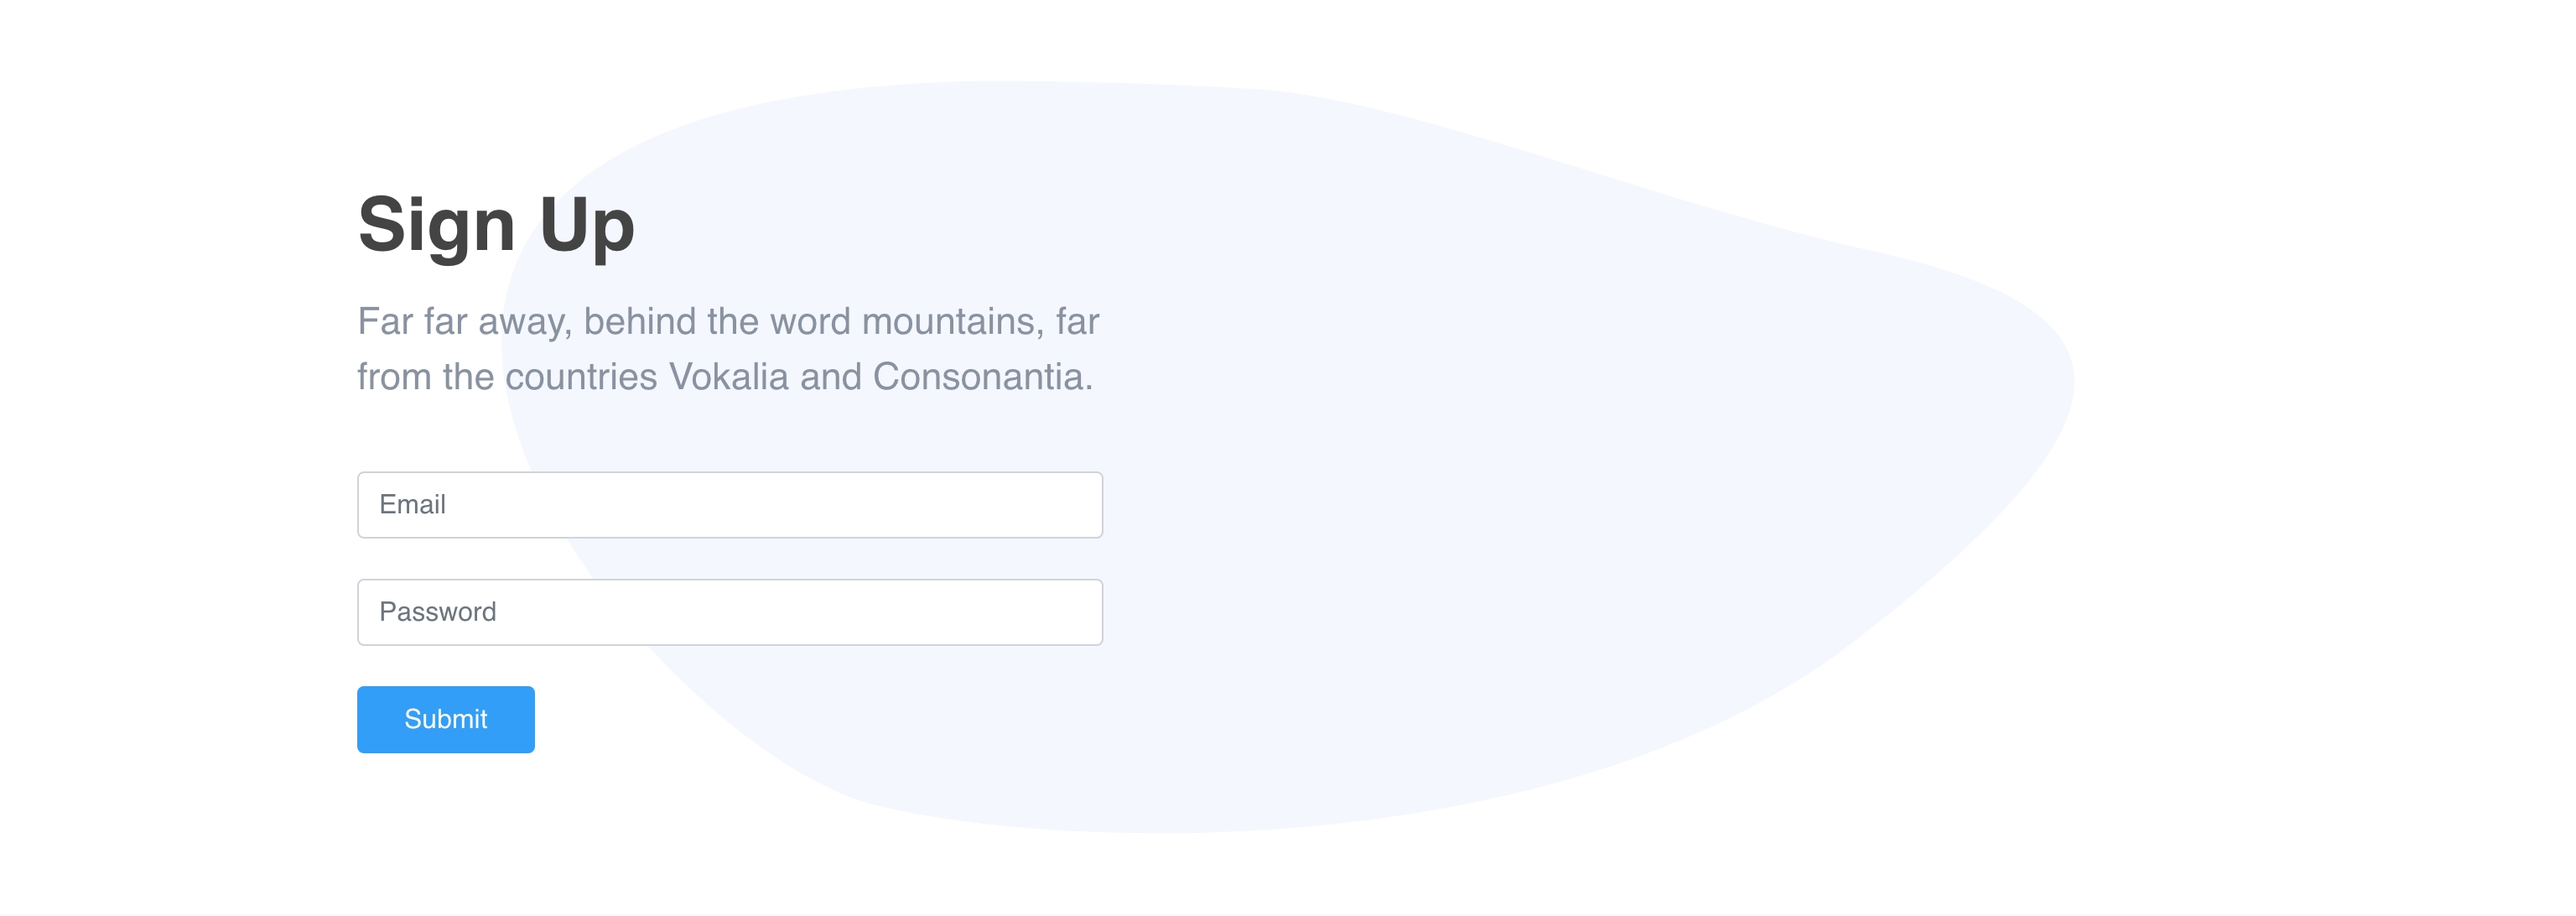 Sign Up
Far far away, behind the word mountains, far
from the countries Vokalia and Consonantia.
Email
Password
Submit